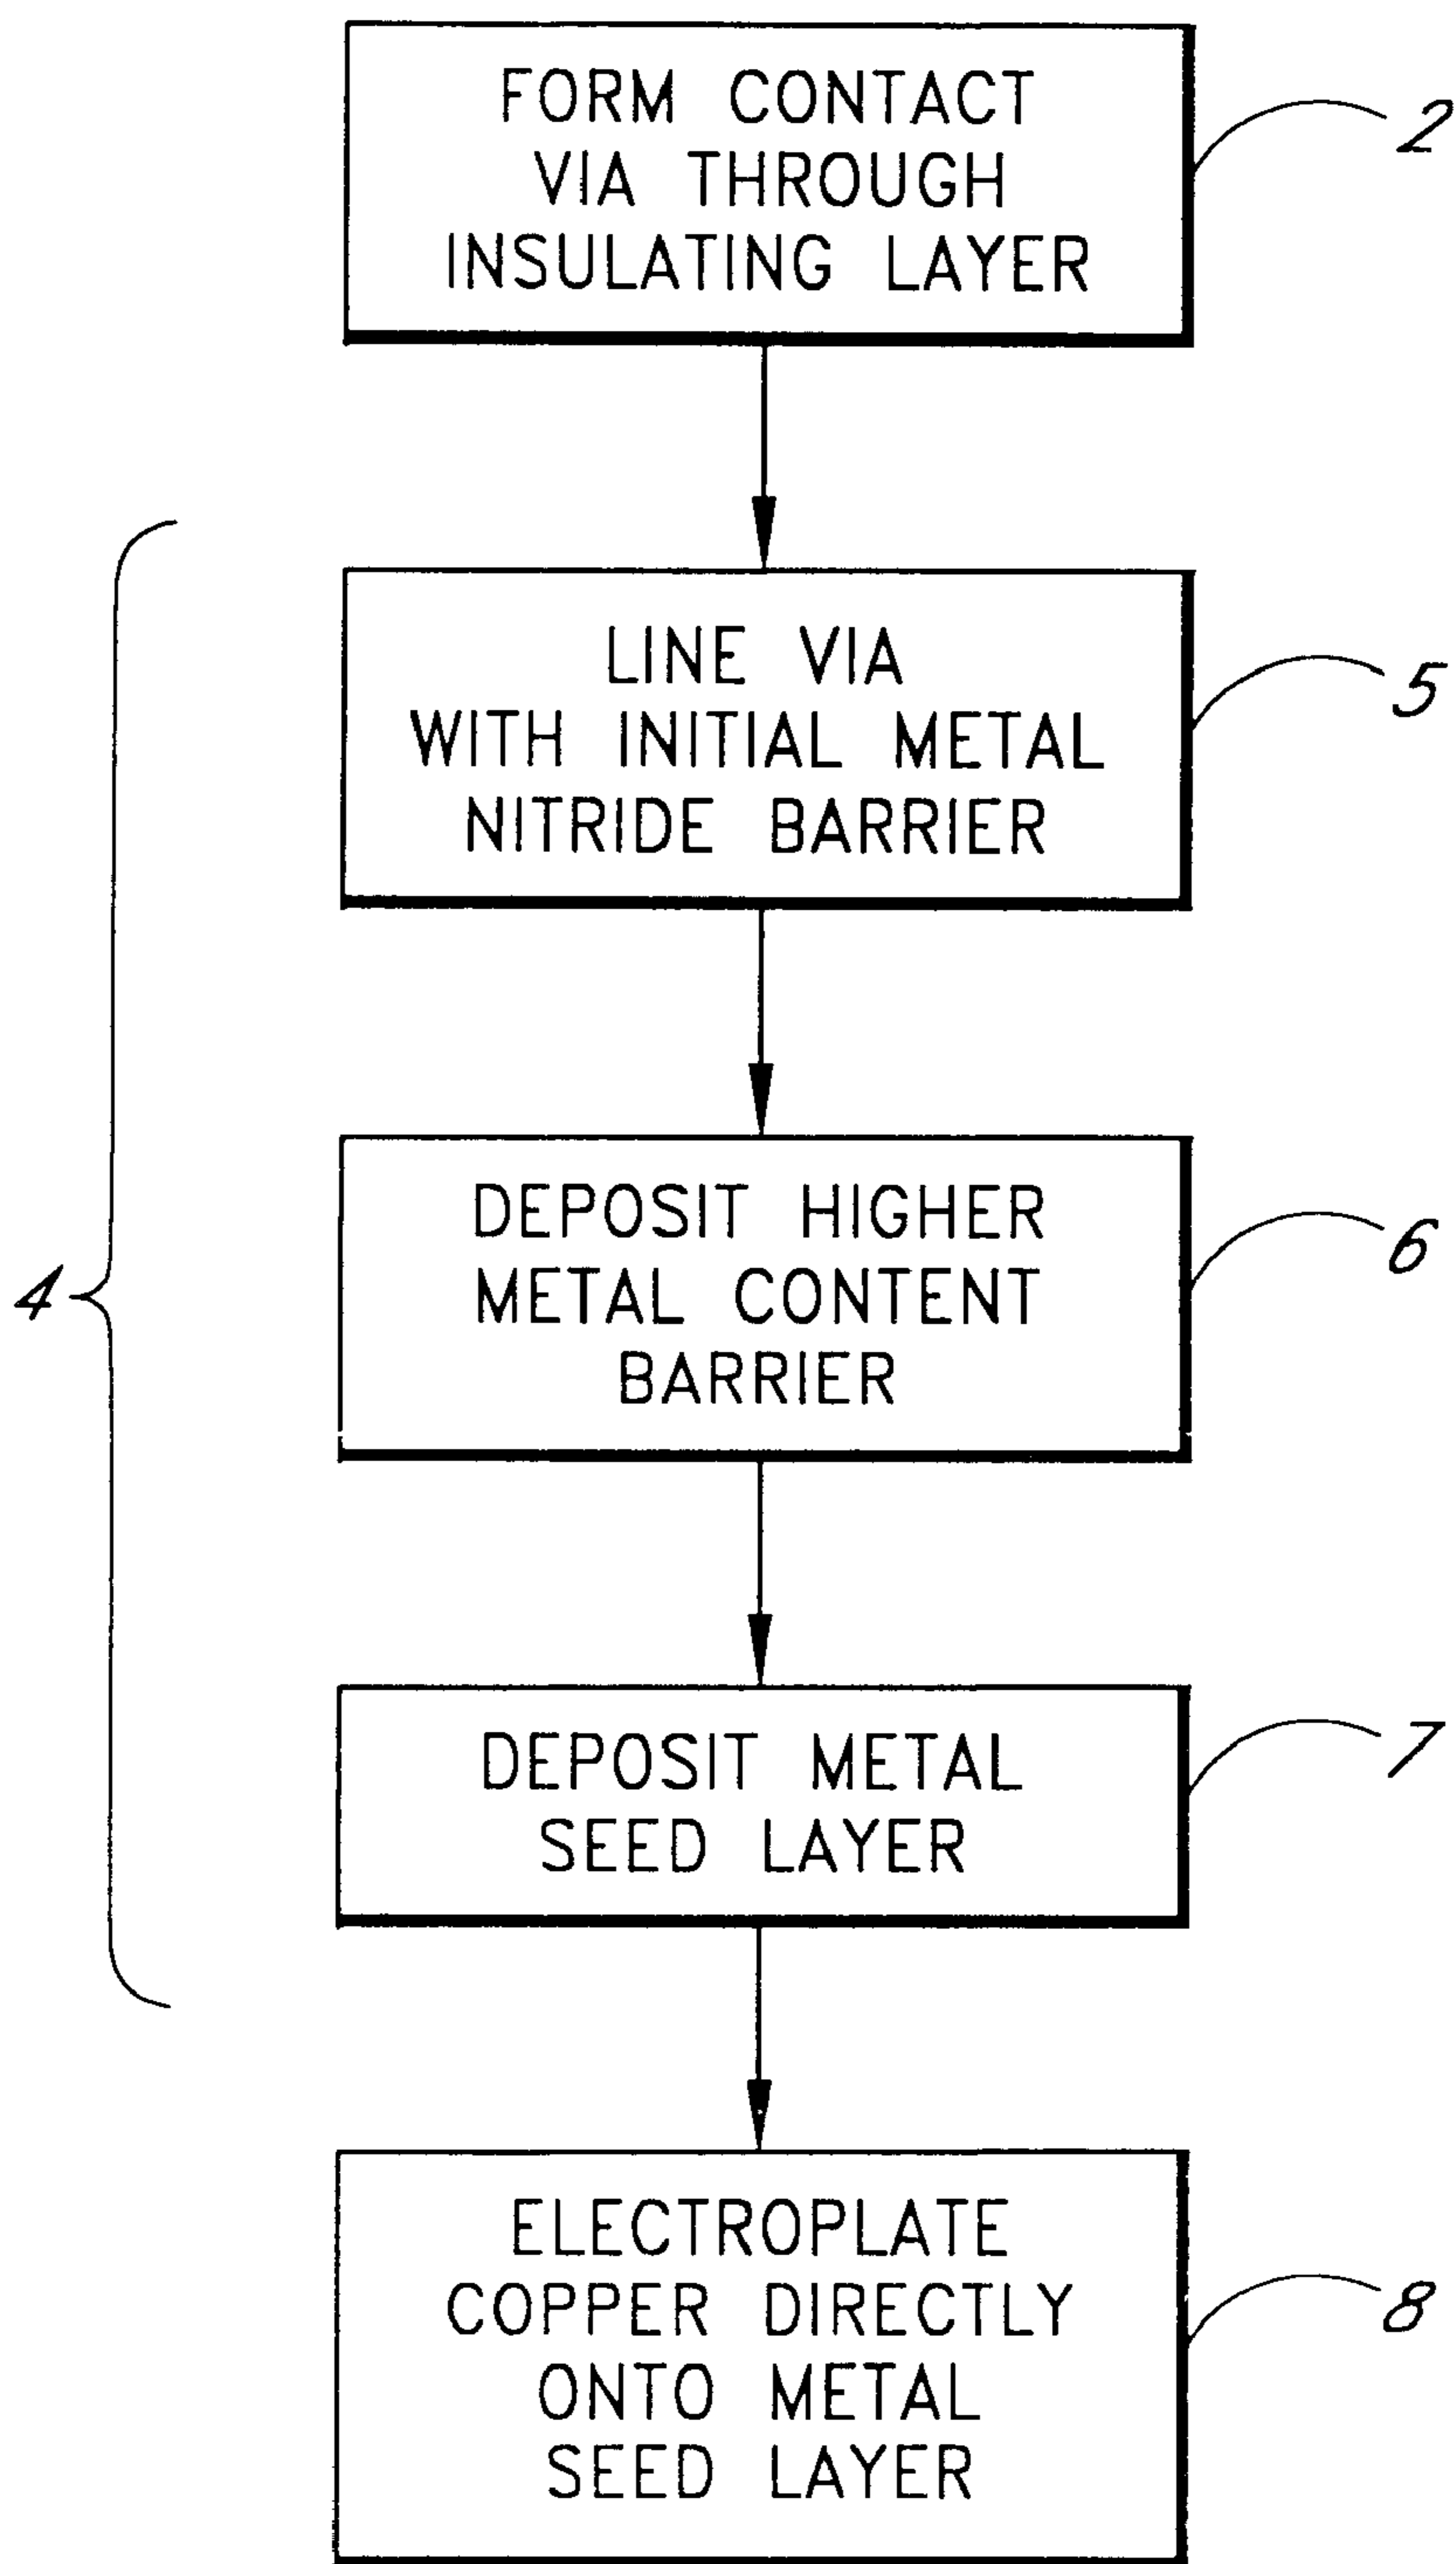 FORM CONTACT
VIA THROUGH
INSULATING LAYER
2
LINE VIA
WITH INITIAL METAL
NITRIDE BARRIER
5
4
DEPOSIT HIGHER
METAL CONTENT
BARRIER
6
DEPOSIT METAL
SEED LAYER
7
ELECTROPLATE
COPPER DIRECTLY
ONTO METAL
SEED LAYER
8